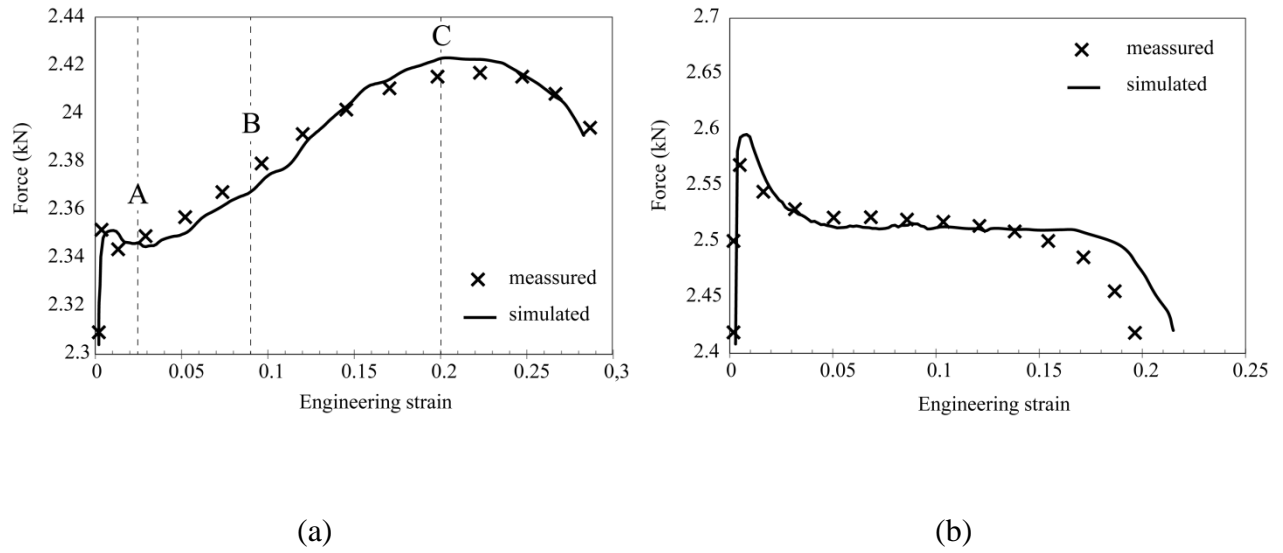 2.44
2.42
24
2.38
2.36
2.34
2.32
2.3
Force (kN)
A
B
C
meassured
simulated
0
0.05
0.1
0.15
0.2
0.25
0,3
Engineering strain
(a)
2.7
2.65
2.6
2.55
2.5
2.45
2.4
Force (kN)
meassured
simulated
0
0.05
0.1
0.15
0.2
0.25
Engineering strain
(b)